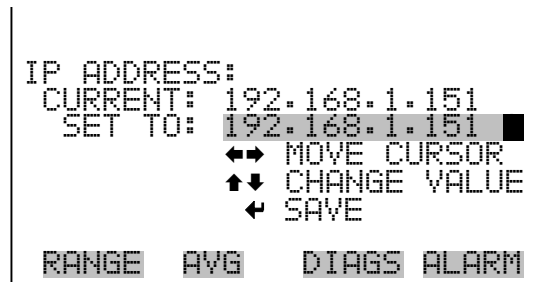 IP ADDRESS:
CURRENT: 192.168.1.151
SET TO: 192.168.1.151
⬅➡ MOVE CURSOR
⬆⬇ CHANGE VALUE
↵ SAVE
RANGE AVG DIAGS ALARM